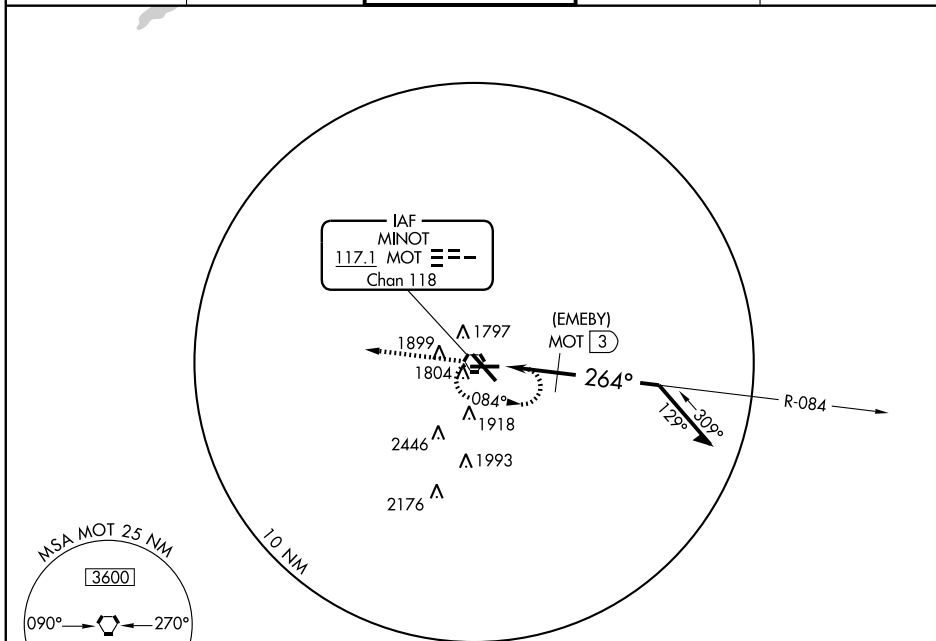 IAF
MINOT
117.1 MOT
Chan 118
1797
1899
1804
084°
1918
2446
1993
2176
(EMEBY)
MOT 3
264°
R-084
129°
309°
10 NM
MSA MOT 25 NM
3600
090°
270°